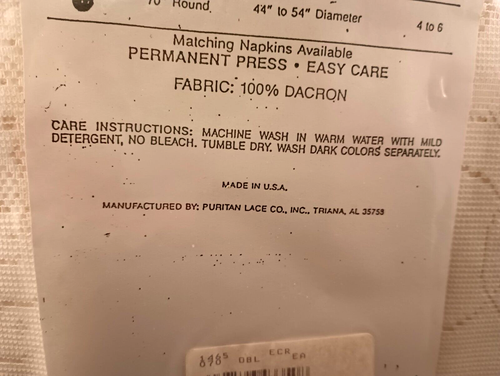 70" Round 44" to 54" Diameter 4 to 6
Matching Napkins Available
PERMANENT PRESS • EASY CARE
FABRIC: 100% DACRON
CARE INSTRUCTIONS: MACHINE WASH IN WARM WATER WITH MILD
DETERGENT, NO BLEACH. TUMBLE DRY. WASH DARK COLORS SEPARATELY.
MADE IN U.S.A.
MANUFACTURED BY: PURITAN LACE CO., INC., TRIANA, AL 35758
DBL ECR EA